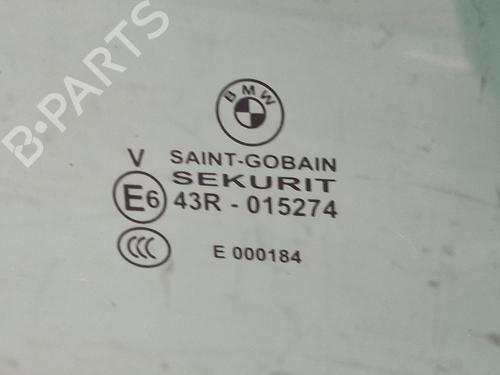 B-PARTS
BMW
V SAINT-GOBAIN
SEKURIT
E6 43R - 015274
CCC E 000184